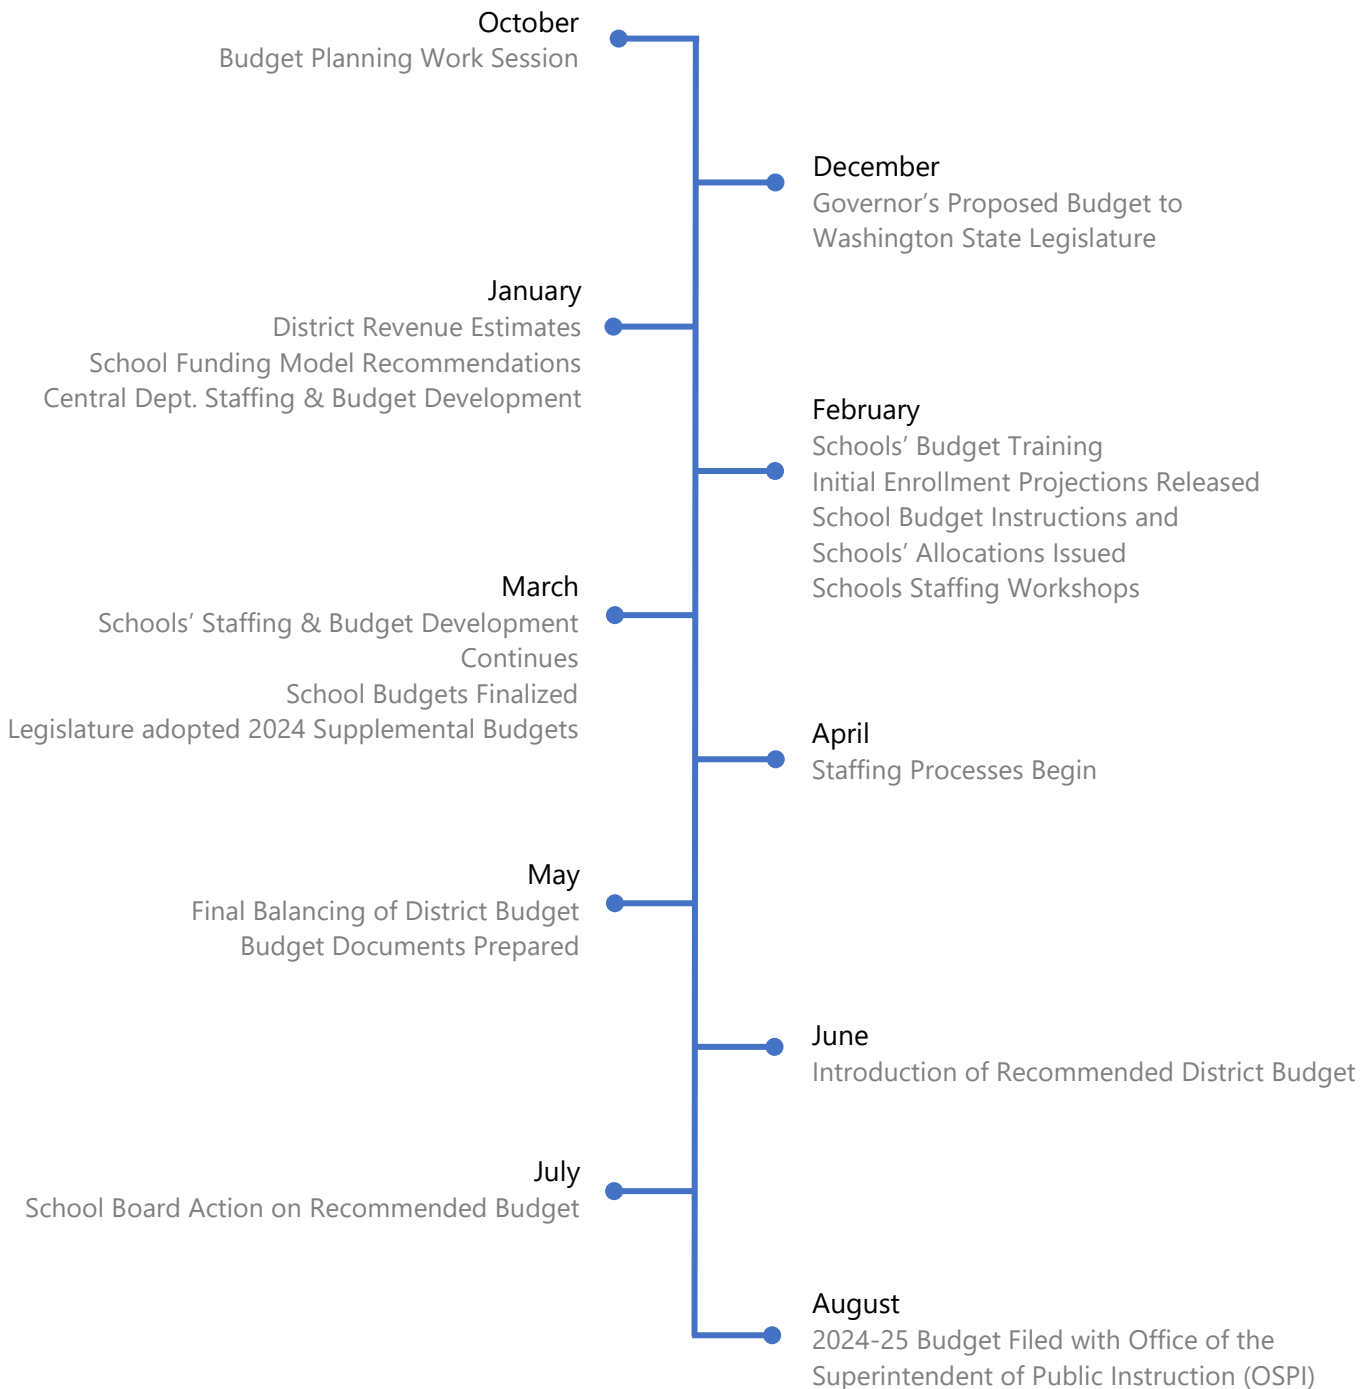 October
Budget Planning Work Session
December
Governor’s Proposed Budget to
Washington State Legislature
January
District Revenue Estimates
School Funding Model Recommendations
Central Dept. Staffing & Budget Development
February
Schools’ Budget Training
Initial Enrollment Projections Released
School Budget Instructions and
Schools’ Allocations Issued
Schools Staffing Workshops
March
Schools’ Staffing & Budget Development
Continues
School Budgets Finalized
Legislature adopted 2024 Supplemental Budgets
April
Staffing Processes Begin
May
Final Balancing of District Budget
Budget Documents Prepared
June
Introduction of Recommended District Budget
July
School Board Action on Recommended Budget
August
2024-25 Budget Filed with Office of the
Superintendent of Public Instruction (OSPI)